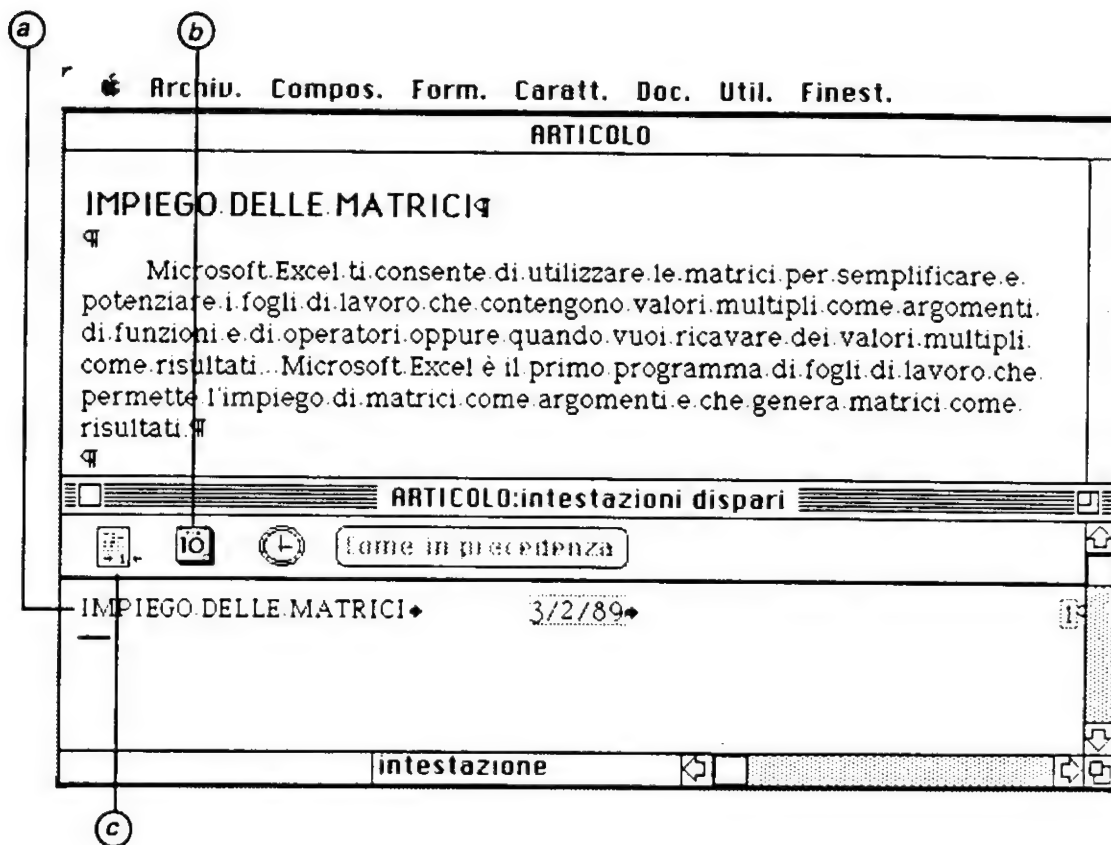 a b
Archiv. Compos. Form. Caratt. Doc. Util. Finest.
ARTICOLO
IMPIEGO.DELLE.MATRICI¶
¶
Microsoft.Excel.ti.consente.di.utilizzare.le.matrici.per.semplificare.e.
potenziare.i.fogli.di.lavoro.che.contengono.valori.multipli.come.argomenti.
di.funzioni.e.di.operatori.oppure.quando.vuoi.ricavare.dei.valori.multipli.
come.risultati...Microsoft.Excel.è.il.primo.programma.di.fogli.di.lavoro.che.
permette.l'impiego.di.matrici.come.argomenti.e.che.genera.matrici.come.
risultati.¶
¶
ARTICOLO:intestazioni dispari
10 Come in precedenza
IMPIEGO.DELLE.MATRICI 3/2/89 1
intestazione
c